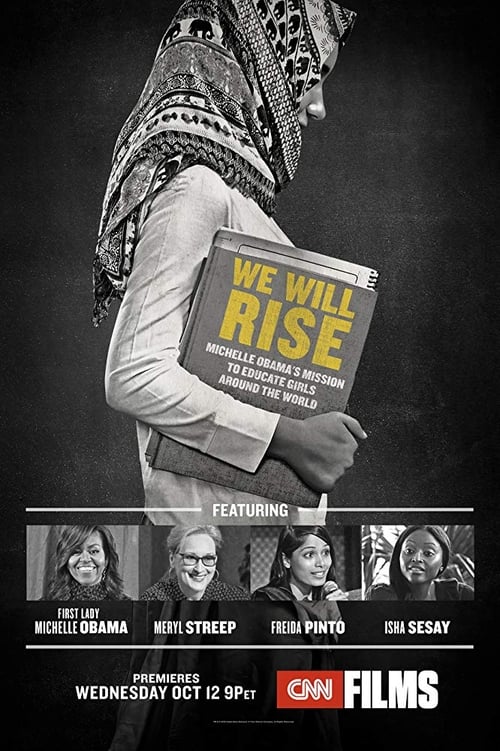 WE WILL
RISE
MICHELLE OBAMA'S MISSION
TO EDUCATE GIRLS
AROUND THE WORLD
FEATURING
FIRST LADY
MICHELLE OBAMA
MERYL STREEP
FREIDA PINTO
ISHA SESAY
PREMIERES
WEDNESDAY OCT 12 9PET
CNN FILMS